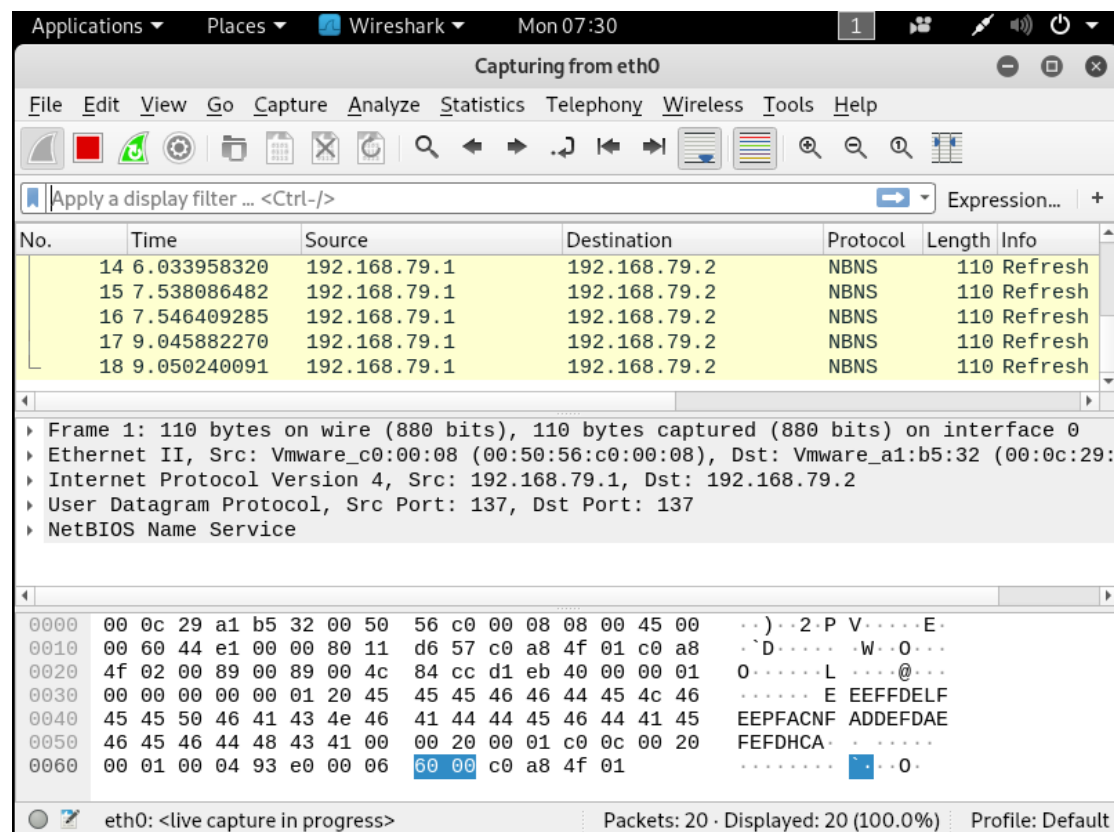 Applications Places Wireshark Mon 07:30 1
Capturing from eth0
File Edit View Go Capture Analyze Statistics Telephony Wireless Tools Help
Apply a display filter ... <Ctrl-/> Expression... +
No. Time Source Destination Protocol Length Info
14 6.033958320 192.168.79.1 192.168.79.2 NBNS 110 Refresh
15 7.538086482 192.168.79.1 192.168.79.2 NBNS 110 Refresh
16 7.546409285 192.168.79.1 192.168.79.2 NBNS 110 Refresh
17 9.045882270 192.168.79.1 192.168.79.2 NBNS 110 Refresh
18 9.050240091 192.168.79.1 192.168.79.2 NBNS 110 Refresh
Frame 1: 110 bytes on wire (880 bits), 110 bytes captured (880 bits) on interface 0
Ethernet II, Src: Vmware_c0:00:08 (00:50:56:c0:00:08), Dst: Vmware_a1:b5:32 (00:0c:29:
Internet Protocol Version 4, Src: 192.168.79.1, Dst: 192.168.79.2
User Datagram Protocol, Src Port: 137, Dst Port: 137
NetBIOS Name Service
0000 00 0c 29 a1 b5 32 00 50 56 c0 00 08 08 00 45 00 ··)··2·P V·····E·
0010 00 60 44 e1 00 00 80 11 d6 57 c0 a8 4f 01 c0 a8 ·`D····· ·W··O···
0020 4f 02 00 89 00 89 00 4c 84 cc d1 eb 40 00 00 01 O······L ····@···
0030 00 00 00 00 00 01 20 45 45 45 46 46 44 45 4c 46 ······ E EEFFDELF
0040 45 45 50 46 41 43 4e 46 41 44 44 45 46 44 41 45 EEPFACNF ADDEFDAE
0050 46 45 46 44 48 43 41 00 00 20 00 01 c0 0c 00 20 FEFDHCA· · ·····
0060 00 01 00 04 93 e0 00 06 60 00 c0 a8 4f 01 ········ `···O·
eth0: <live capture in progress> Packets: 20 · Displayed: 20 (100.0%) Profile: Default